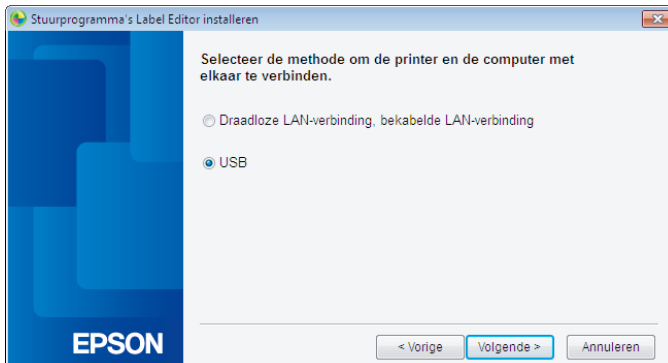 Stuurprogramma's Label Editor installeren
Selecteer de methode om de printer en de computer met
elkaar te verbinden.
Draadloze LAN-verbinding, bekabelde LAN-verbinding
USB
EPSON
< Vorige
Volgende >
Annuleren